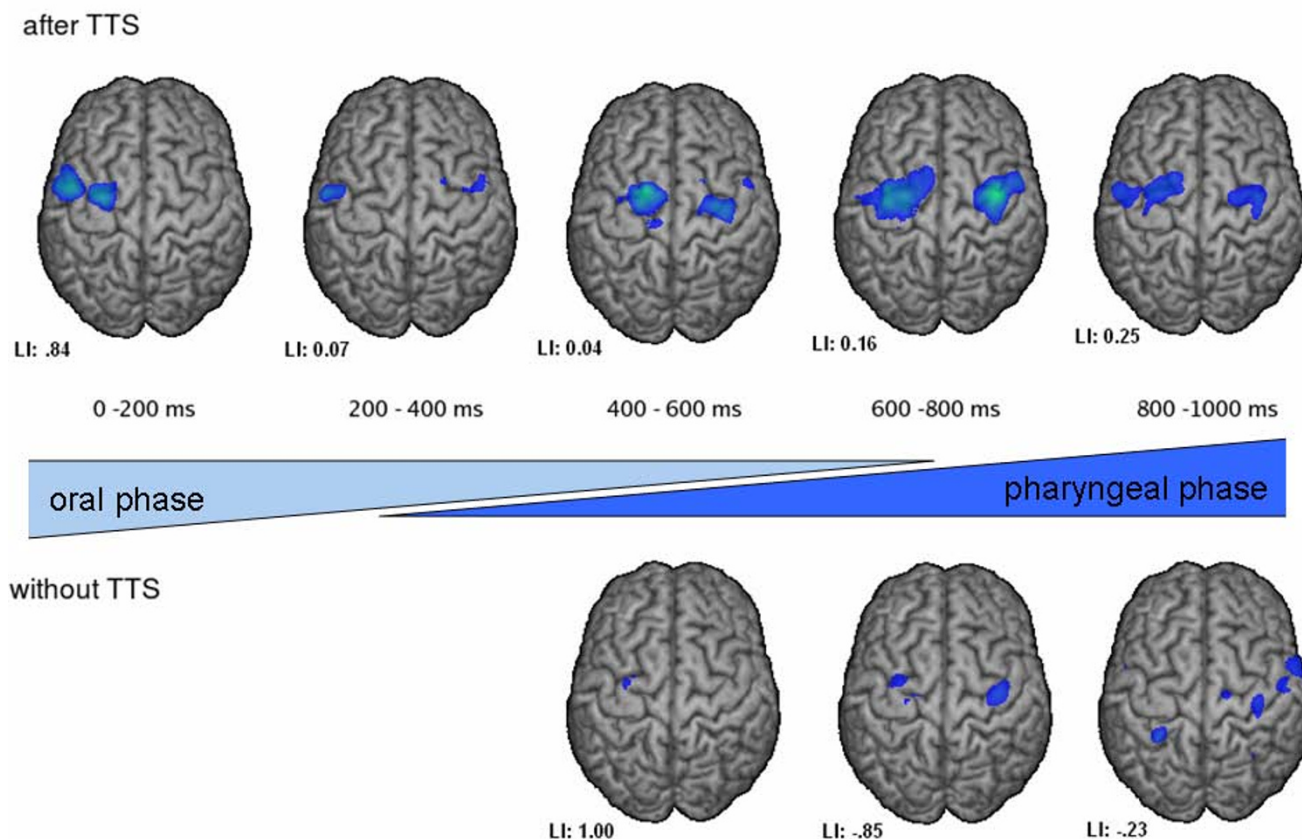 after TTS
LI: .84
LI: 0.07
LI: 0.04
LI: 0.16
LI: 0.25
0 -200 ms
200 - 400 ms
400 - 600 ms
600 -800 ms
800 -1000 ms
oral phase
pharyngeal phase
without TTS
LI: 1.00
LI: -.85
LI: -.23